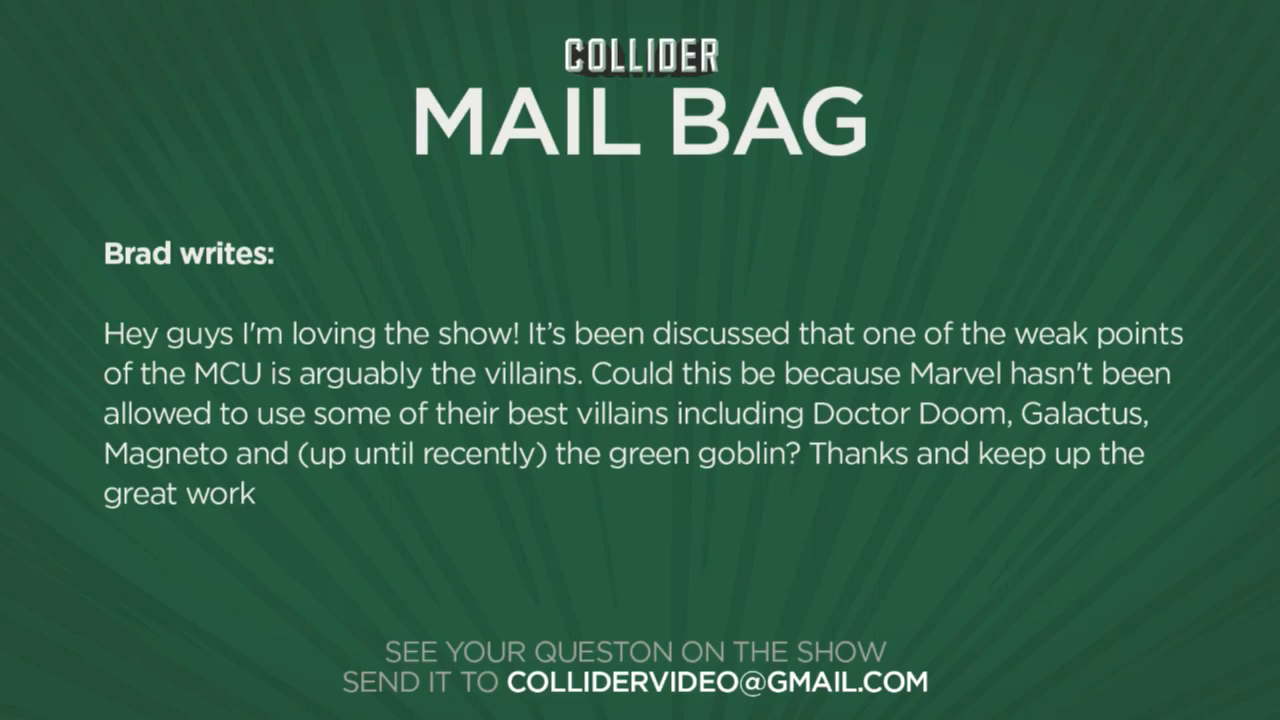 COLLIDER
MAIL BAG
Brad writes:
Hey guys I'm loving the show! It’s been discussed that one of the weak points
of the MCU is arguably the villains. Could this be because Marvel hasn't been
allowed to use some of their best villains including Doctor Doom, Galactus,
Magneto and (up until recently) the green goblin? Thanks and keep up the
great work
SEE YOUR QUESTON ON THE SHOW
SEND IT TO COLLIDERVIDEO@GMAIL.COM